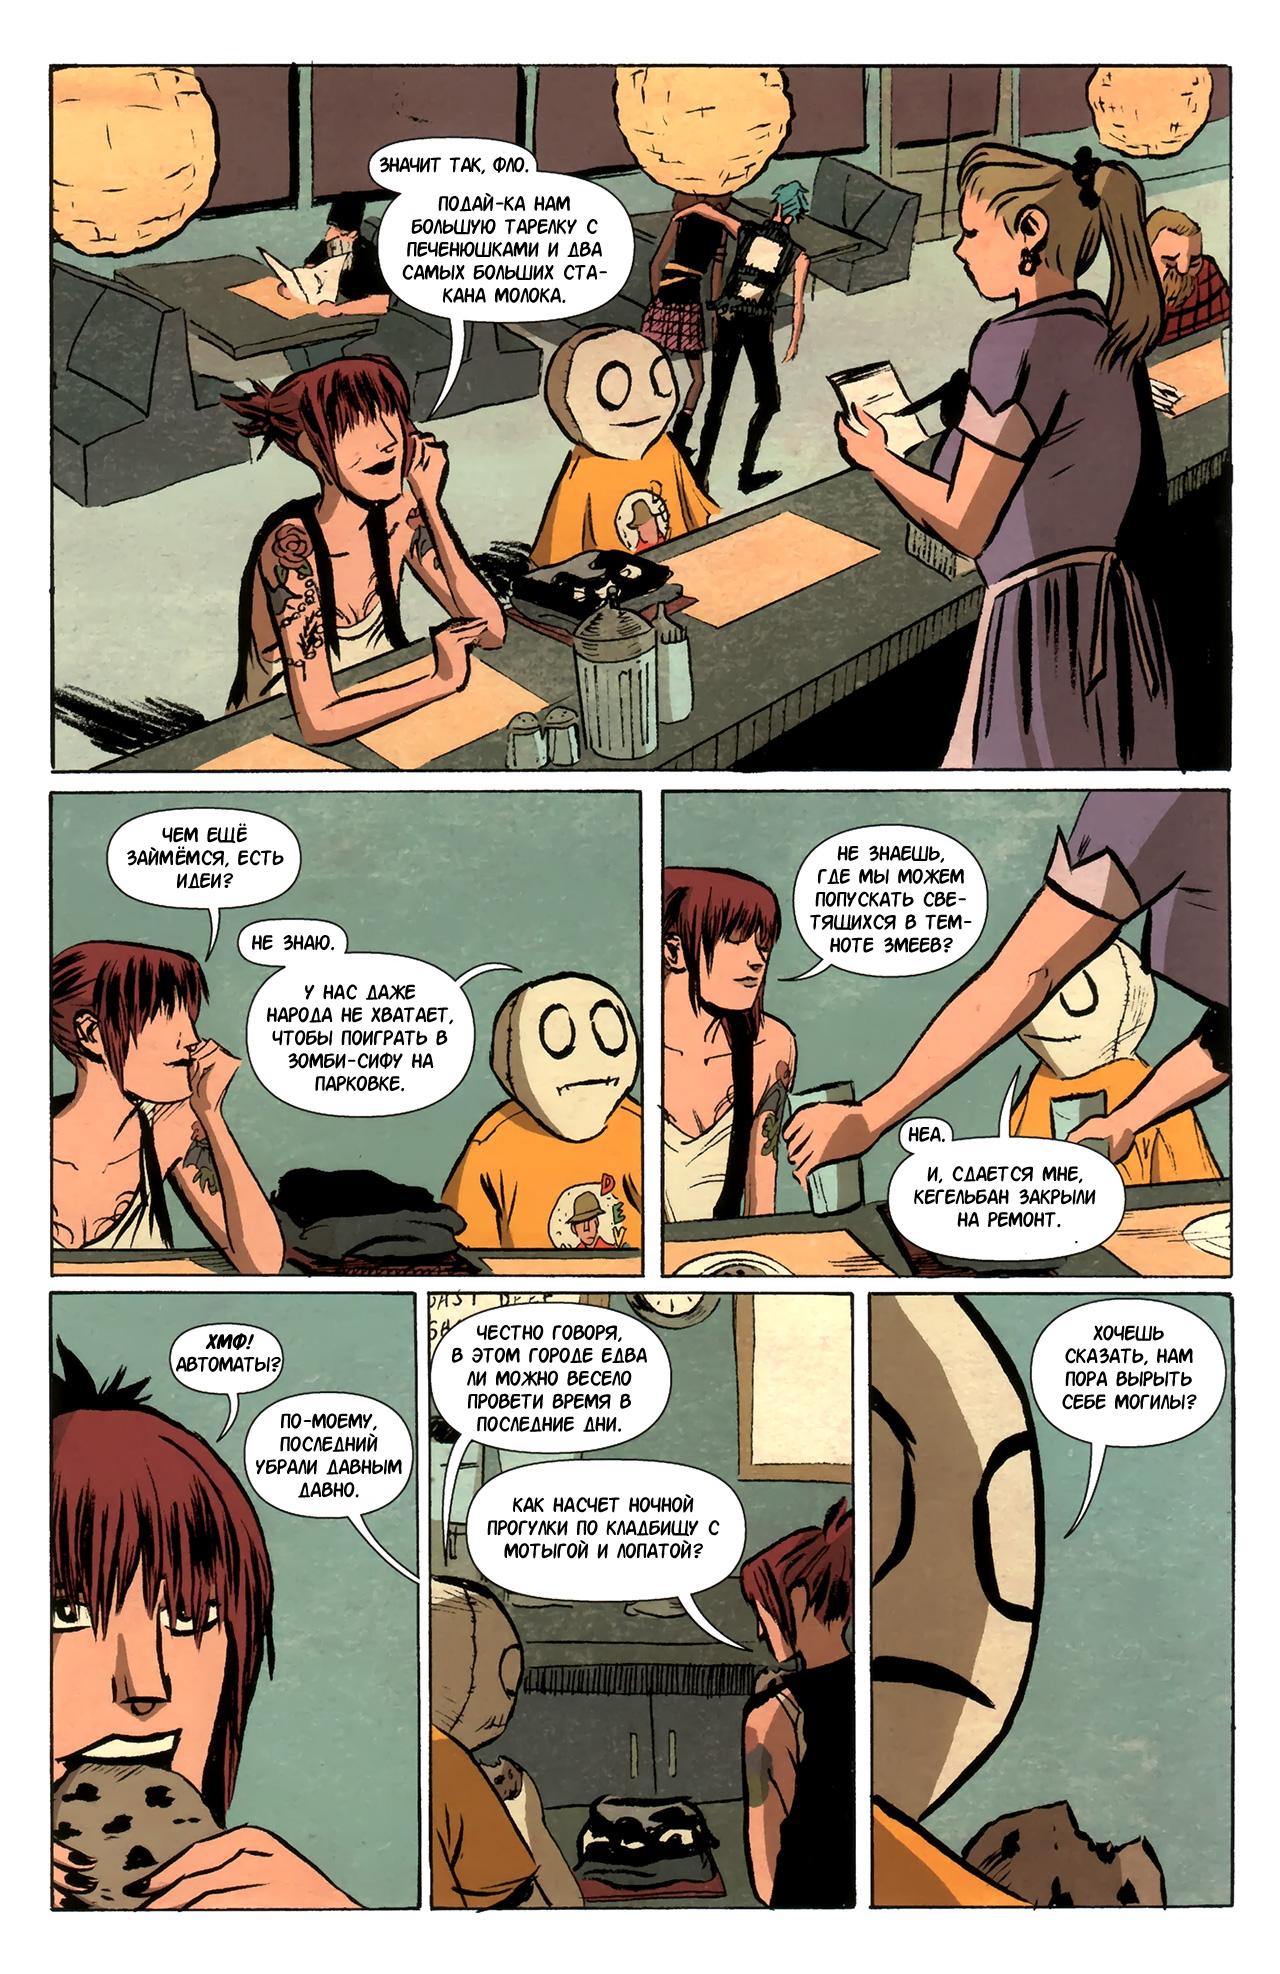 ЗНАЧИТ ТАК, ФЛО.
ПОДАЙ-КА НАМ
БОЛЬШУЮ ТАРЕЛКУ С
ПЕЧЕНЮШКАМИ И ДВА
САМЫХ БОЛЬШИХ СТА-
КАНА МОЛОКА.
ЧЕМ ЕЩЁ
ЗАЙМЁМСЯ, ЕСТЬ
ИДЕИ?
НЕ ЗНАЮ.
У НАС ДАЖЕ
НАРОДА НЕ ХВАТАЕТ,
ЧТОБЫ ПОИГРАТЬ В
ЗОМБИ-СИФУ НА
ПАРКОВКЕ.
НЕ ЗНАЕШЬ,
ГДЕ МЫ МОЖЕМ
ПОПУСКАТЬ СВЕ-
ТЯЩИХСЯ В ТЕМ-
НОТЕ ЗМЕЕВ?
НЕА.
И, СДАЕТСЯ МНЕ,
КЕГЕЛЬБАН ЗАКРЫЛИ
НА РЕМОНТ.
ХМФ!
АВТОМАТЫ?
ПО-МОЕМУ,
ПОСЛЕДНИЙ
УБРАЛИ ДАВНЫМ
ДАВНО.
ЧЕСТНО ГОВОРЯ,
В ЭТОМ ГОРОДЕ ЕДВА
ЛИ МОЖНО ВЕСЕЛО
ПРОВЕТИ ВРЕМЯ В
ПОСЛЕДНИЕ ДНИ.
КАК НАСЧЕТ НОЧНОЙ
ПРОГУЛКИ ПО КЛАДБИЩУ С
МОТЫГОЙ И ЛОПАТОЙ?
ХОЧЕШЬ
СКАЗАТЬ, НАМ
ПОРА ВЫРЫТЬ
СЕБЕ МОГИЛЫ?